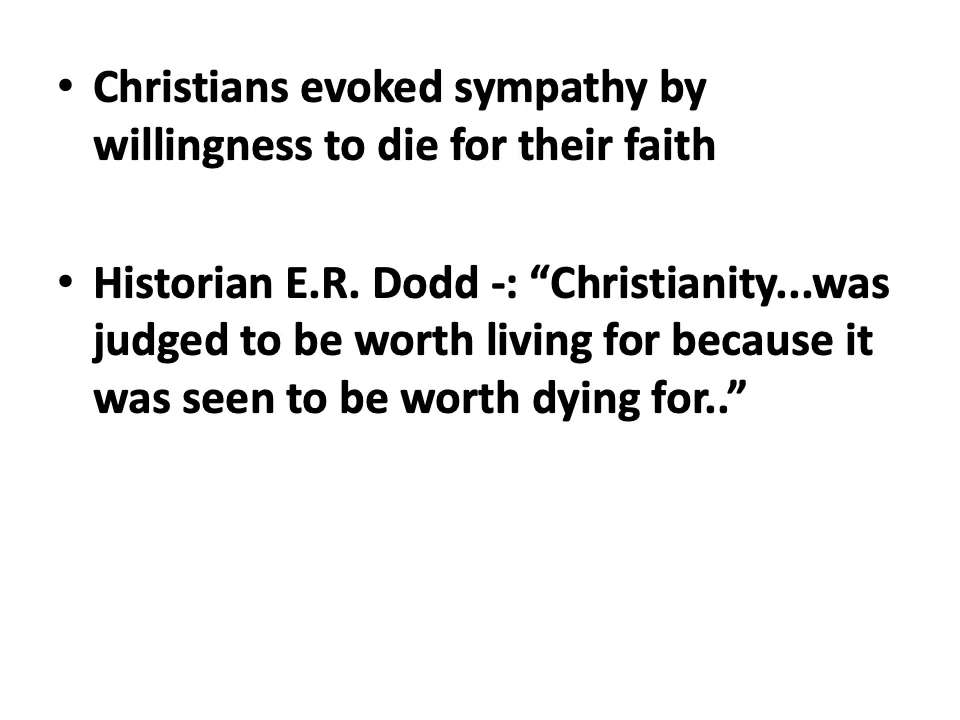 • Christians evoked sympathy by
willingness to die for their faith
• Historian E.R. Dodd -: “Christianity...was
judged to be worth living for because it
was seen to be worth dying for..”